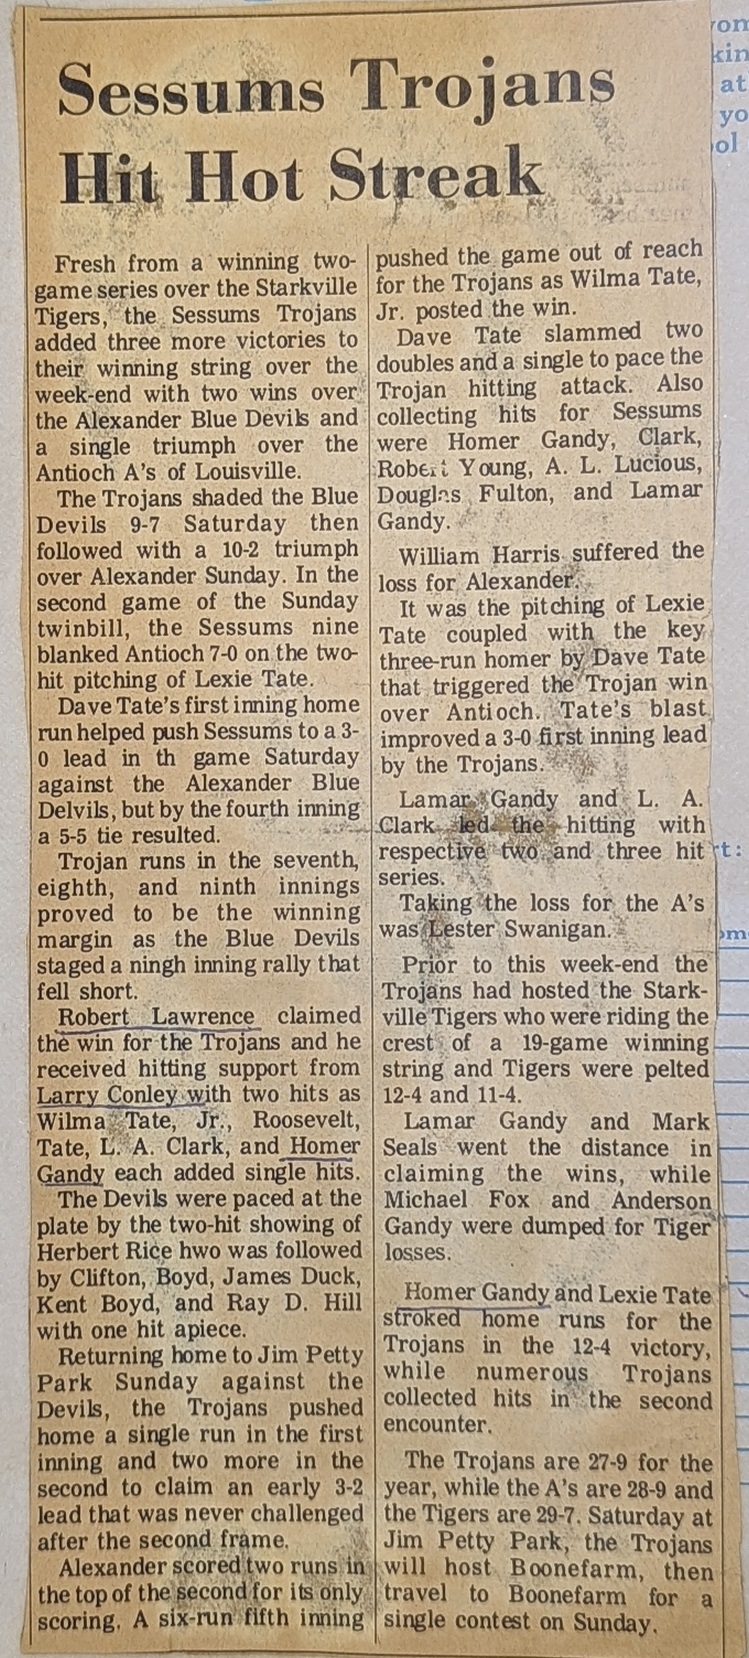 Sessums Trojans
Hit Hot Streak
Fresh from a winning two-
game series over the Starkville
Tigers, the Sessums Trojans
added three more victories to
their winning string over the
week-end with two wins over
the Alexander Blue Devils and
a single triumph over the
Antioch A's of Louisville.
The Trojans shaded the Blue
Devils 9-7 Saturday then
followed with a 10-2 triumph
over Alexander Sunday. In the
second game of the Sunday
twinbill, the Sessums nine
blanked Antioch 7-0 on the two-
hit pitching of Lexie Tate.
Dave Tate's first inning home
run helped push Sessums to a 3-
0 lead in th game Saturday
against the Alexander Blue
Delvils, but by the fourth inning
a 5-5 tie resulted.
Trojan runs in the seventh,
eighth, and ninth innings
proved to be the winning
margin as the Blue Devils
staged a ningh inning rally that
fell short.
Robert Lawrence claimed
the win for the Trojans and he
received hitting support from
Larry Conley with two hits as
Wilma Tate, Jr., Roosevelt,
Tate, L. A. Clark, and Homer
Gandy each added single hits.
The Devils were paced at the
plate by the two-hit showing of
Herbert Rice hwo was followed
by Clifton, Boyd, James Duck,
Kent Boyd, and Ray D. Hill
with one hit apiece.
Returning home to Jim Petty
Park Sunday against the
Devils, the Trojans pushed
home a single run in the first
inning and two more in the
second to claim an early 3-2
lead that was never challenged
after the second frame.
Alexander scored two runs in
the top of the second for its only
scoring. A six-run fifth inning
pushed the game out of reach
for the Trojans as Wilma Tate,
Jr. posted the win.
Dave Tate slammed two
doubles and a single to pace the
Trojan hitting attack. Also
collecting hits for Sessums
were Homer Gandy, Clark,
Robert Young, A. L. Lucious,
Douglas Fulton, and Lamar
Gandy.
William Harris suffered the
loss for Alexander.
It was the pitching of Lexie
Tate coupled with the key
three-run homer by Dave Tate
that triggered the Trojan win
over Antioch. Tate's blast
improved a 3-0 first inning lead
by the Trojans.
Lamar Gandy and L. A.
Clark led the hitting with
respective two and three hit
series.
Taking the loss for the A's
was Lester Swanigan.
Prior to this week-end the
Trojans had hosted the Stark-
ville Tigers who were riding the
crest of a 19-game winning
string and Tigers were pelted
12-4 and 11-4.
Lamar Gandy and Mark
Seals went the distance in
claiming the wins, while
Michael Fox and Anderson
Gandy were dumped for Tiger
losses.
Homer Gandy and Lexie Tate
stroked home runs for the
Trojans in the 12-4 victory,
while numerous Trojans
collected hits in the second
encounter.
The Trojans are 27-9 for the
year, while the A's are 28-9 and
the Tigers are 29-7. Saturday at
Jim Petty Park, the Trojans
will host Boonefarm, then
travel to Boonefarm for a
single contest on Sunday.